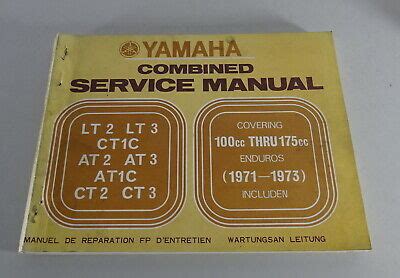 YAMAHA
COMBINED
SERVICE MANUAL
LT 2 LT 3
CT1C
AT 2 AT 3
AT1C
CT 2 CT 3
COVERING
100cc THRU 175cc
ENDUROS
(1971—1973)
INCLUDEN
MANUEL DE REPARATION FP D'ENTRETIEN WARTUNGSAN LEITUNG